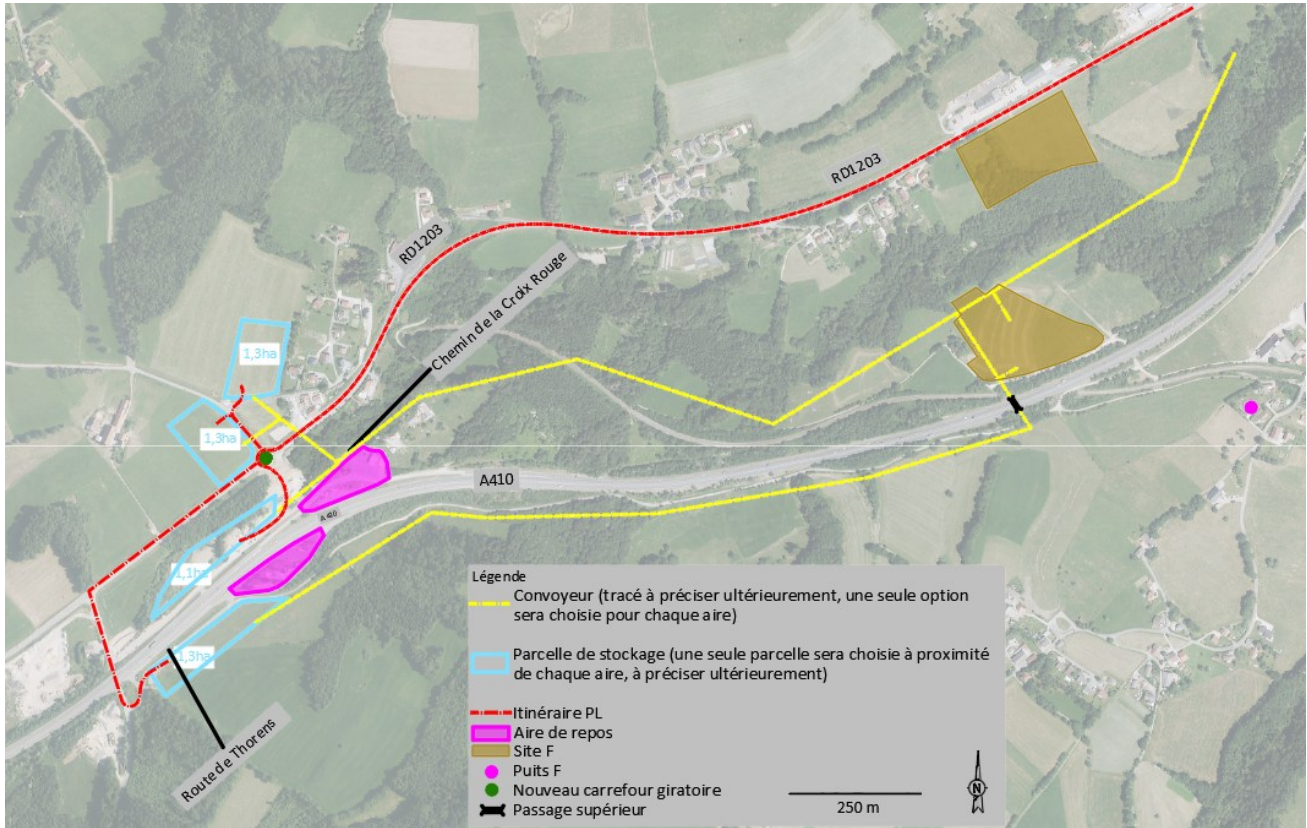 RD1203
RD1203
Chemin de la Croix Rouge
1,3ha
1,3ha
A410
A410
1,1ha
1,3ha
Route de Thorens
Légende
Convoyeur (tracé à préciser ultérieurement, une seule option
sera choisie pour chaque aire)
Parcelle de stockage (une seule parcelle sera choisie à proximité
de chaque aire, à préciser ultérieurement)
Itinéraire PL
Aire de repos
Site F
Puits F
Nouveau carrefour giratoire
Passage supérieur
250 m
N